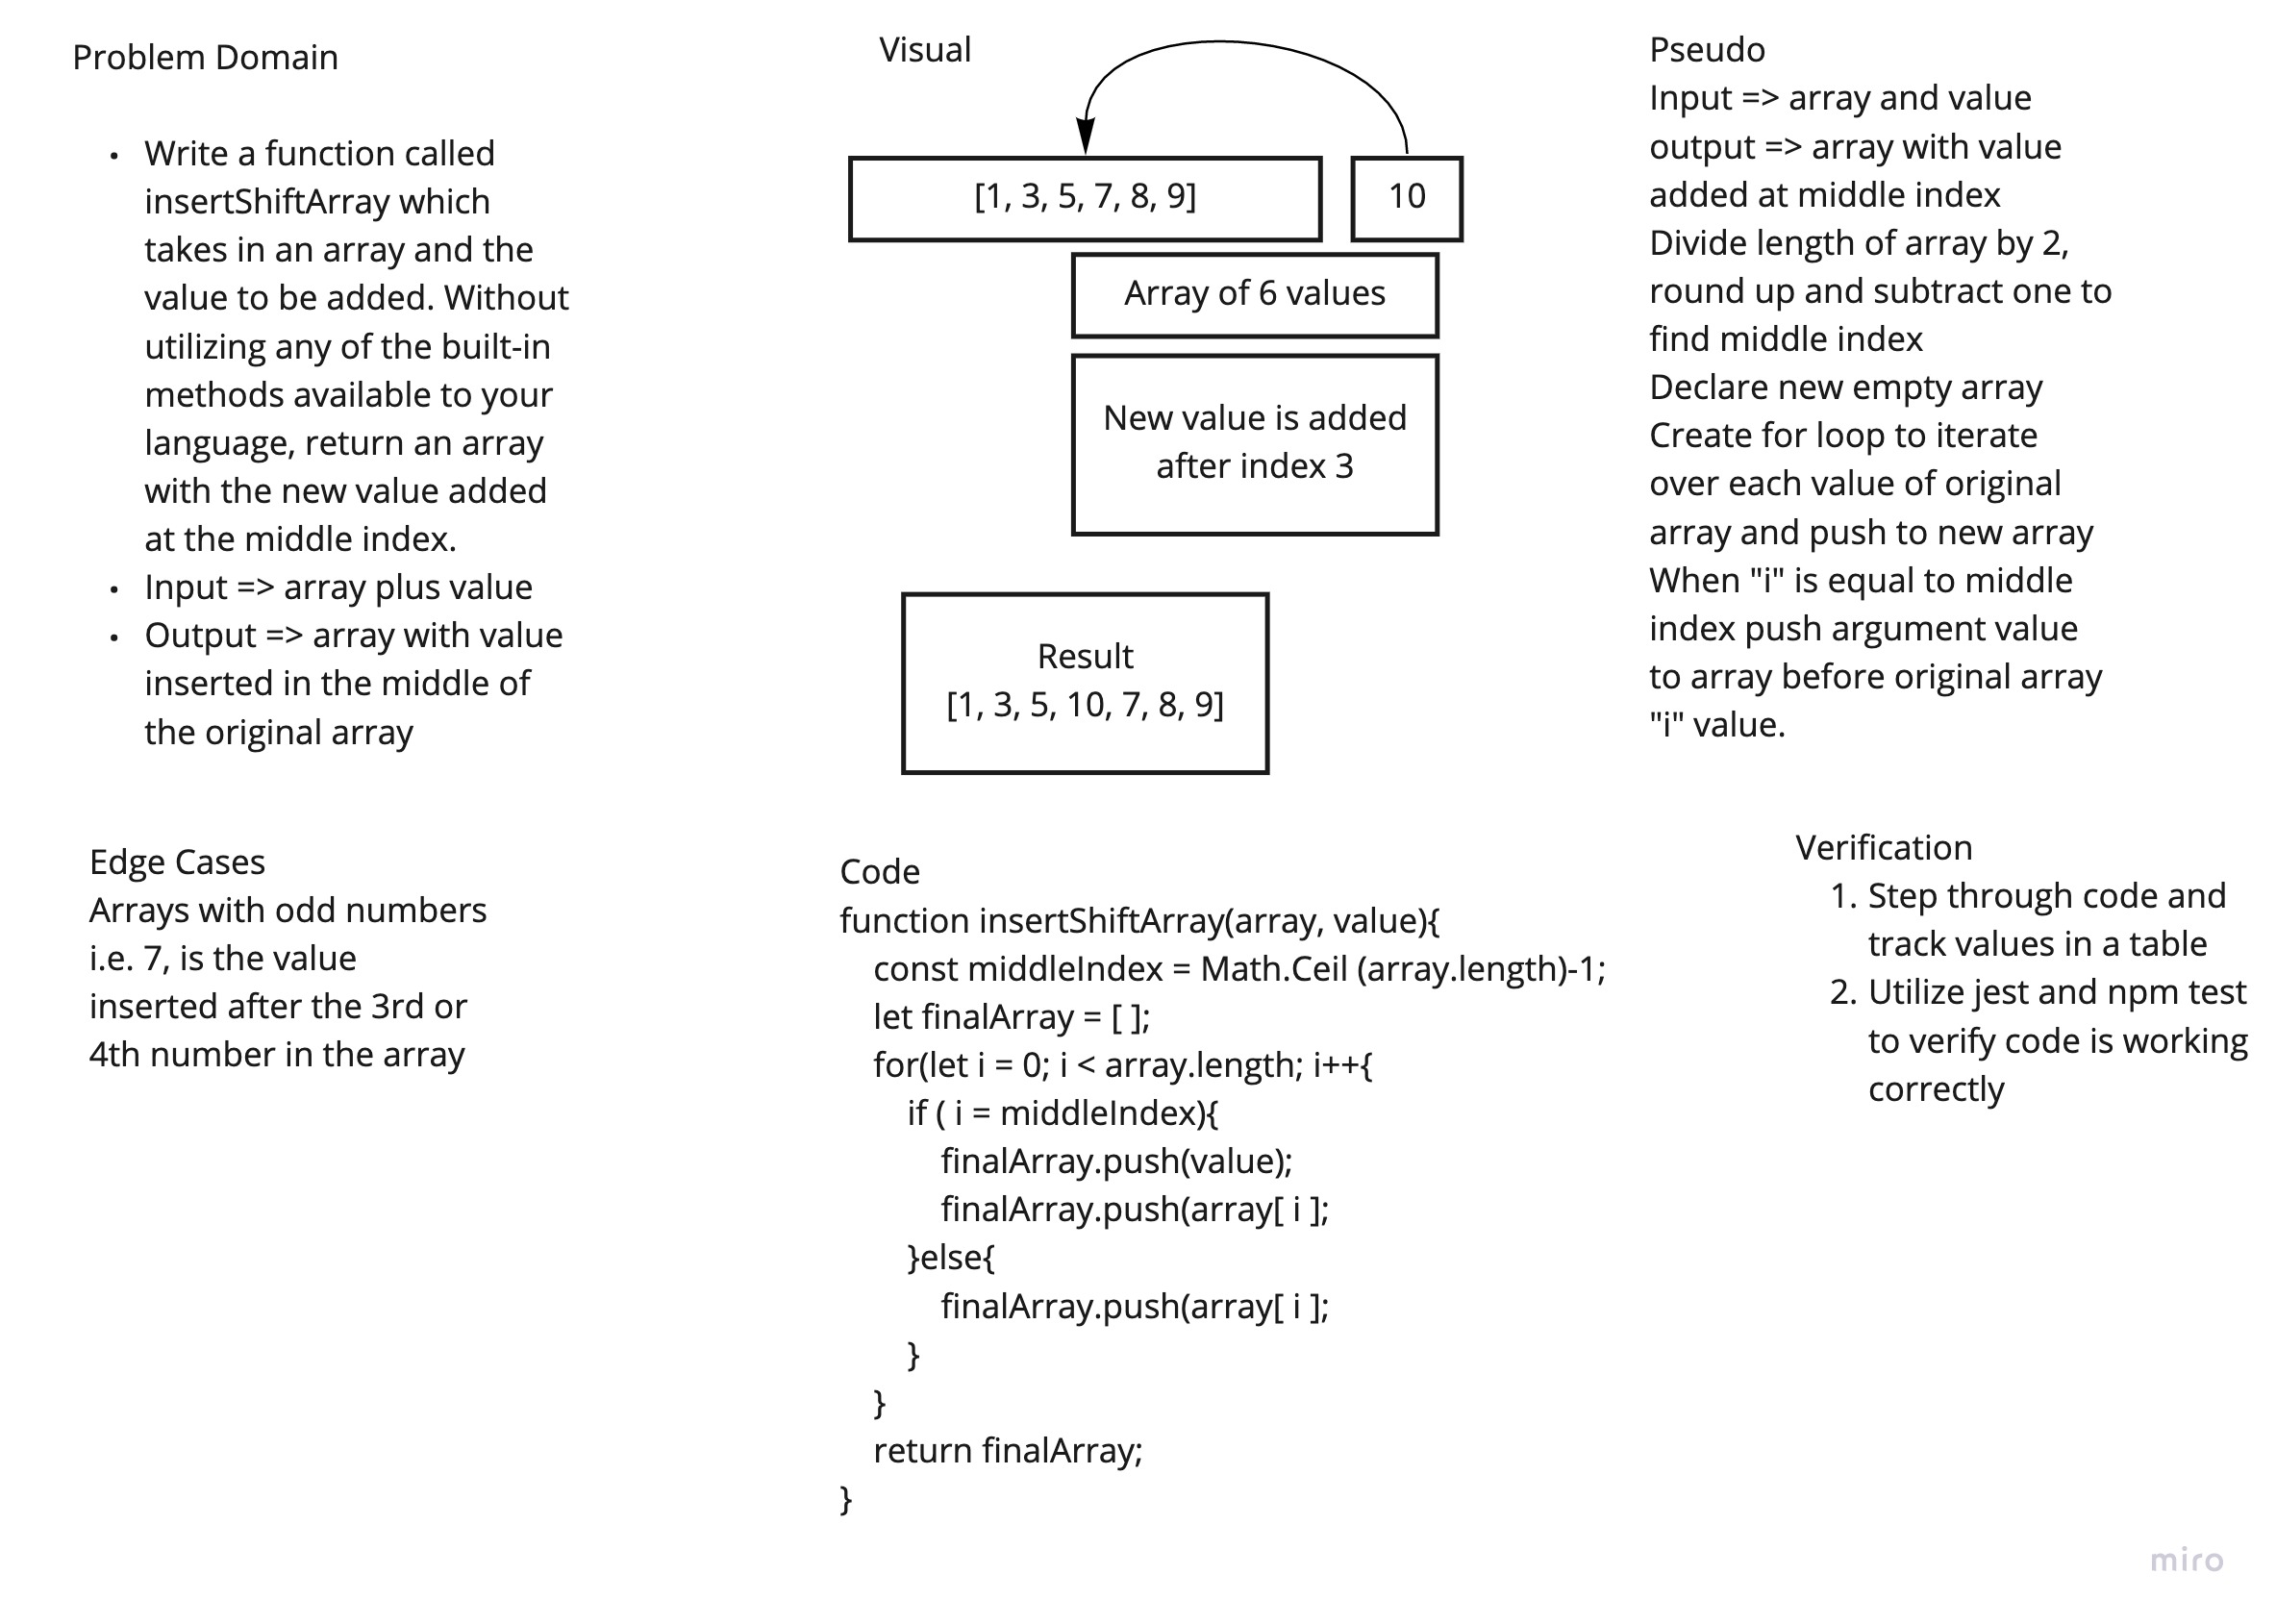 Problem Domain
• Write a function called
insertShiftArray which
takes in an array and the
value to be added. Without
utilizing any of the built-in
methods available to your
language, return an array
with the new value added
at the middle index.
• Input => array plus value
• Output => array with value
inserted in the middle of
the original array
Edge Cases
Arrays with odd numbers
i.e. 7, is the value
inserted after the 3rd or
4th number in the array
Visual
[1, 3, 5, 7, 8, 9]
10
Array of 6 values
New value is added
after index 3
Result
[1, 3, 5, 10, 7, 8, 9]
Code
function insertShiftArray(array, value){
const middleIndex = Math.Ceil (array.length)-1;
let finalArray = [ ];
for(let i = 0; i < array.length; i++{
if ( i = middleIndex){
finalArray.push(value);
finalArray.push(array[ i ];
}else{
finalArray.push(array[ i ];
}
}
return finalArray;
}
Pseudo
Input => array and value
output => array with value
added at middle index
Divide length of array by 2,
round up and subtract one to
find middle index
Declare new empty array
Create for loop to iterate
over each value of original
array and push to new array
When "i" is equal to middle
index push argument value
to array before original array
"i" value.
Verification
1. Step through code and
track values in a table
2. Utilize jest and npm test
to verify code is working
correctly
miro